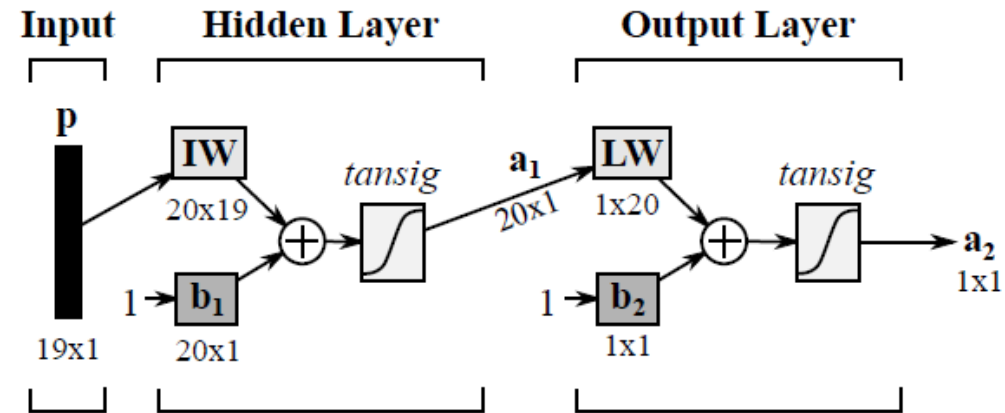 Input
Hidden Layer
Output Layer
p
IW
20x19
tansig
a1
20x1
LW
1x20
tansig
a2
1x1
1
b1
20x1
1
b2
1x1
19x1